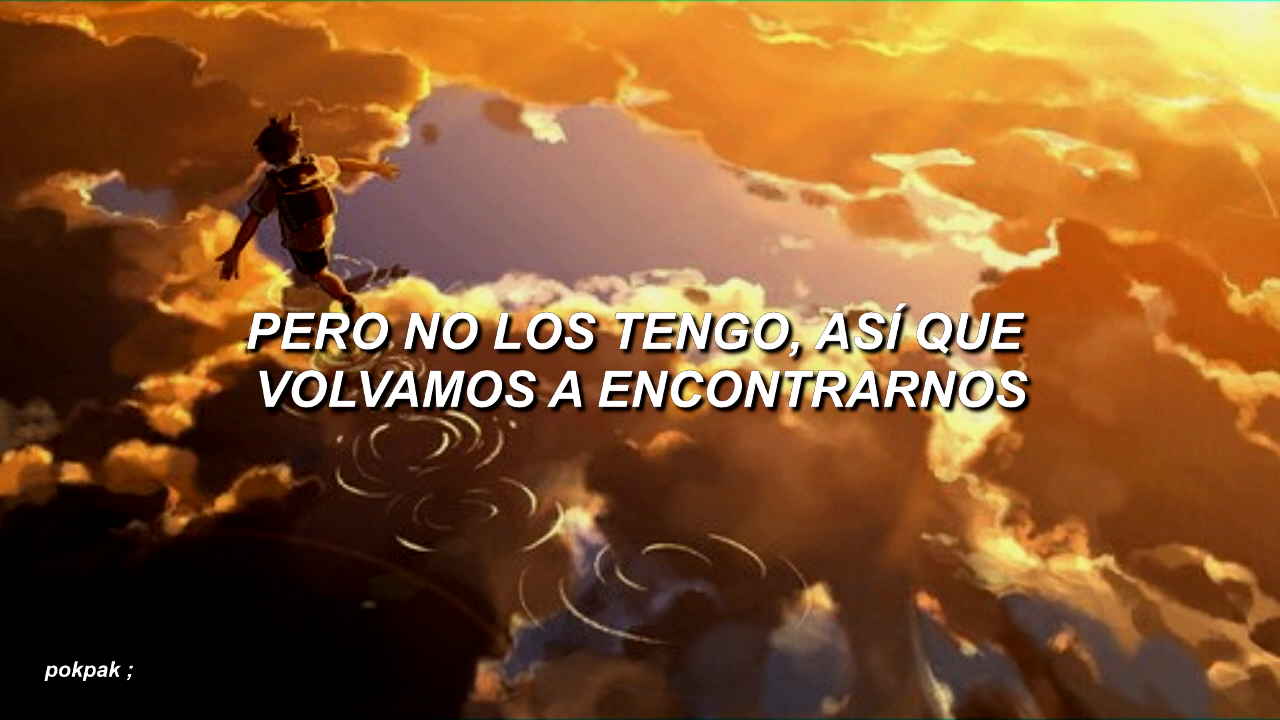 PERO NO LOS TENGO, ASÍ QUE
VOLVAMOS A ENCONTRARNOS
pokpak ;